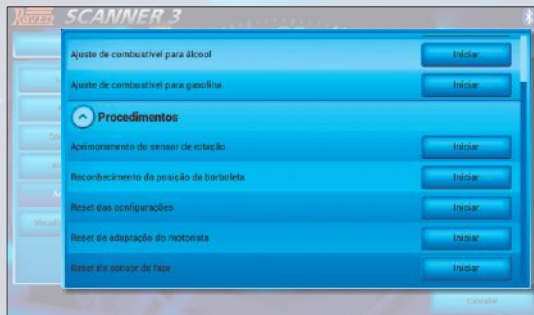 Raven SCANNER 3
Ajuste de combustível para álcool Iniciar
Ajuste de combustível para gasolina Iniciar
Procedimentos
Aprimoramento do sensor de rotação Iniciar
Reconhecimento da posição da borboleta Iniciar
Reset das configurações Iniciar
Reset de adaptação do motorista Iniciar
Reset do sensor de fase Iniciar
Cancelar